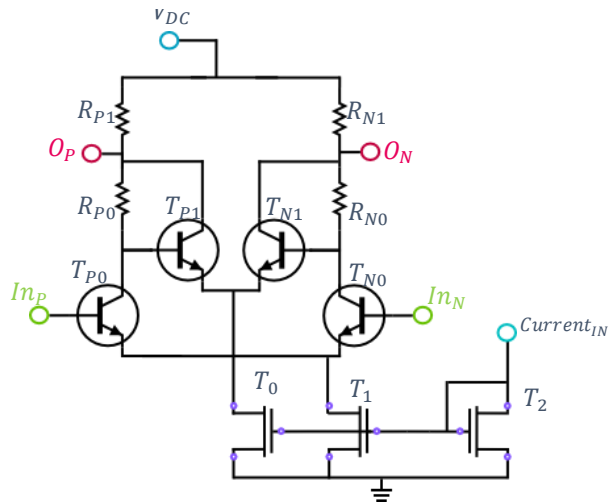 v_DC
R_P1
R_N1
O_P
O_N
R_P0
T_P1
T_N1
R_N0
T_P0
T_N0
In_P
In_N
Current_IN
T_0
T_1
T_2